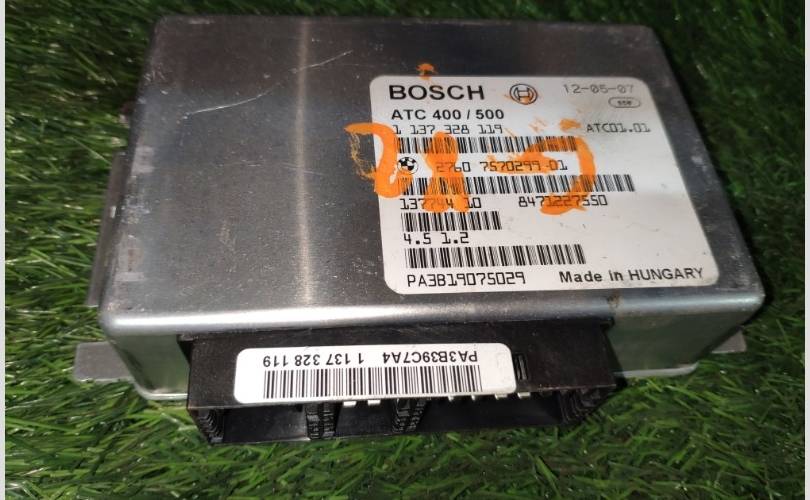 BOSCH 12-05-07
ATC 400 / 500
1 137 328 119 ATC01.01
2760 7570299-01
137744 10 8471227550
4.5 1.2
PA3B19075029 Made in HUNGARY
PA3B39C7A4 1 137 328 119